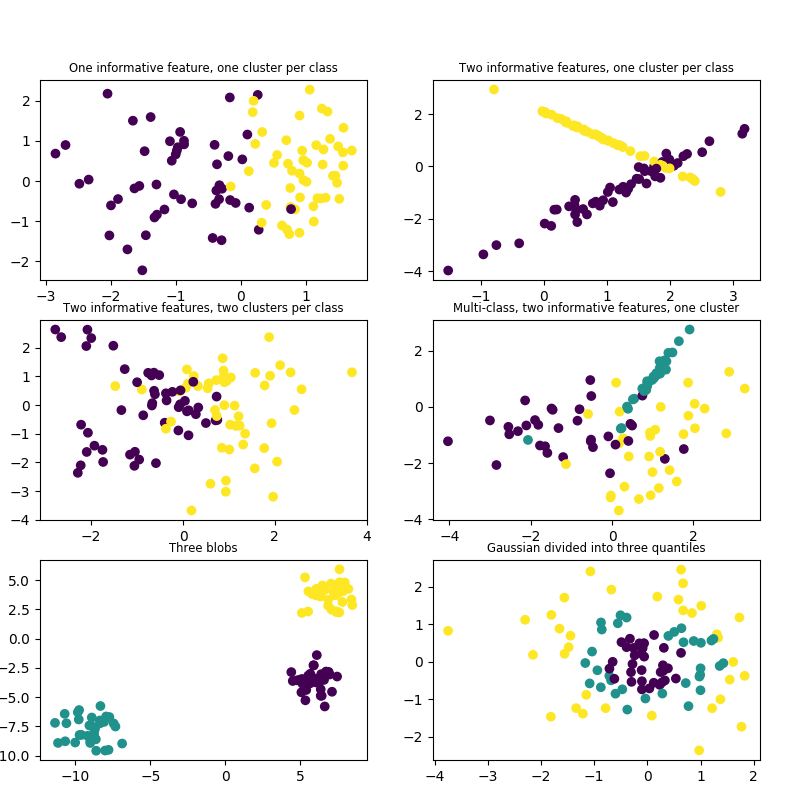 One informative feature, one cluster per class
2
1
0
−1
−2
−3 −2 −1 0 1
Two informative features, one cluster per class
2
0
−2
−4
−1 0 1 2 3
Two informative features, two clusters per class
2
1
0
−1
−2
−3
−4
−2 0 2 4
Multi-class, two informative features, one cluster
2
0
−2
−4
−4 −2 0 2
Three blobs
5.0
2.5
0.0
−2.5
−5.0
−7.5
10.0
−10 −5 0 5
Gaussian divided into three quantiles
2
1
0
−1
−2
−4 −3 −2 −1 0 1 2